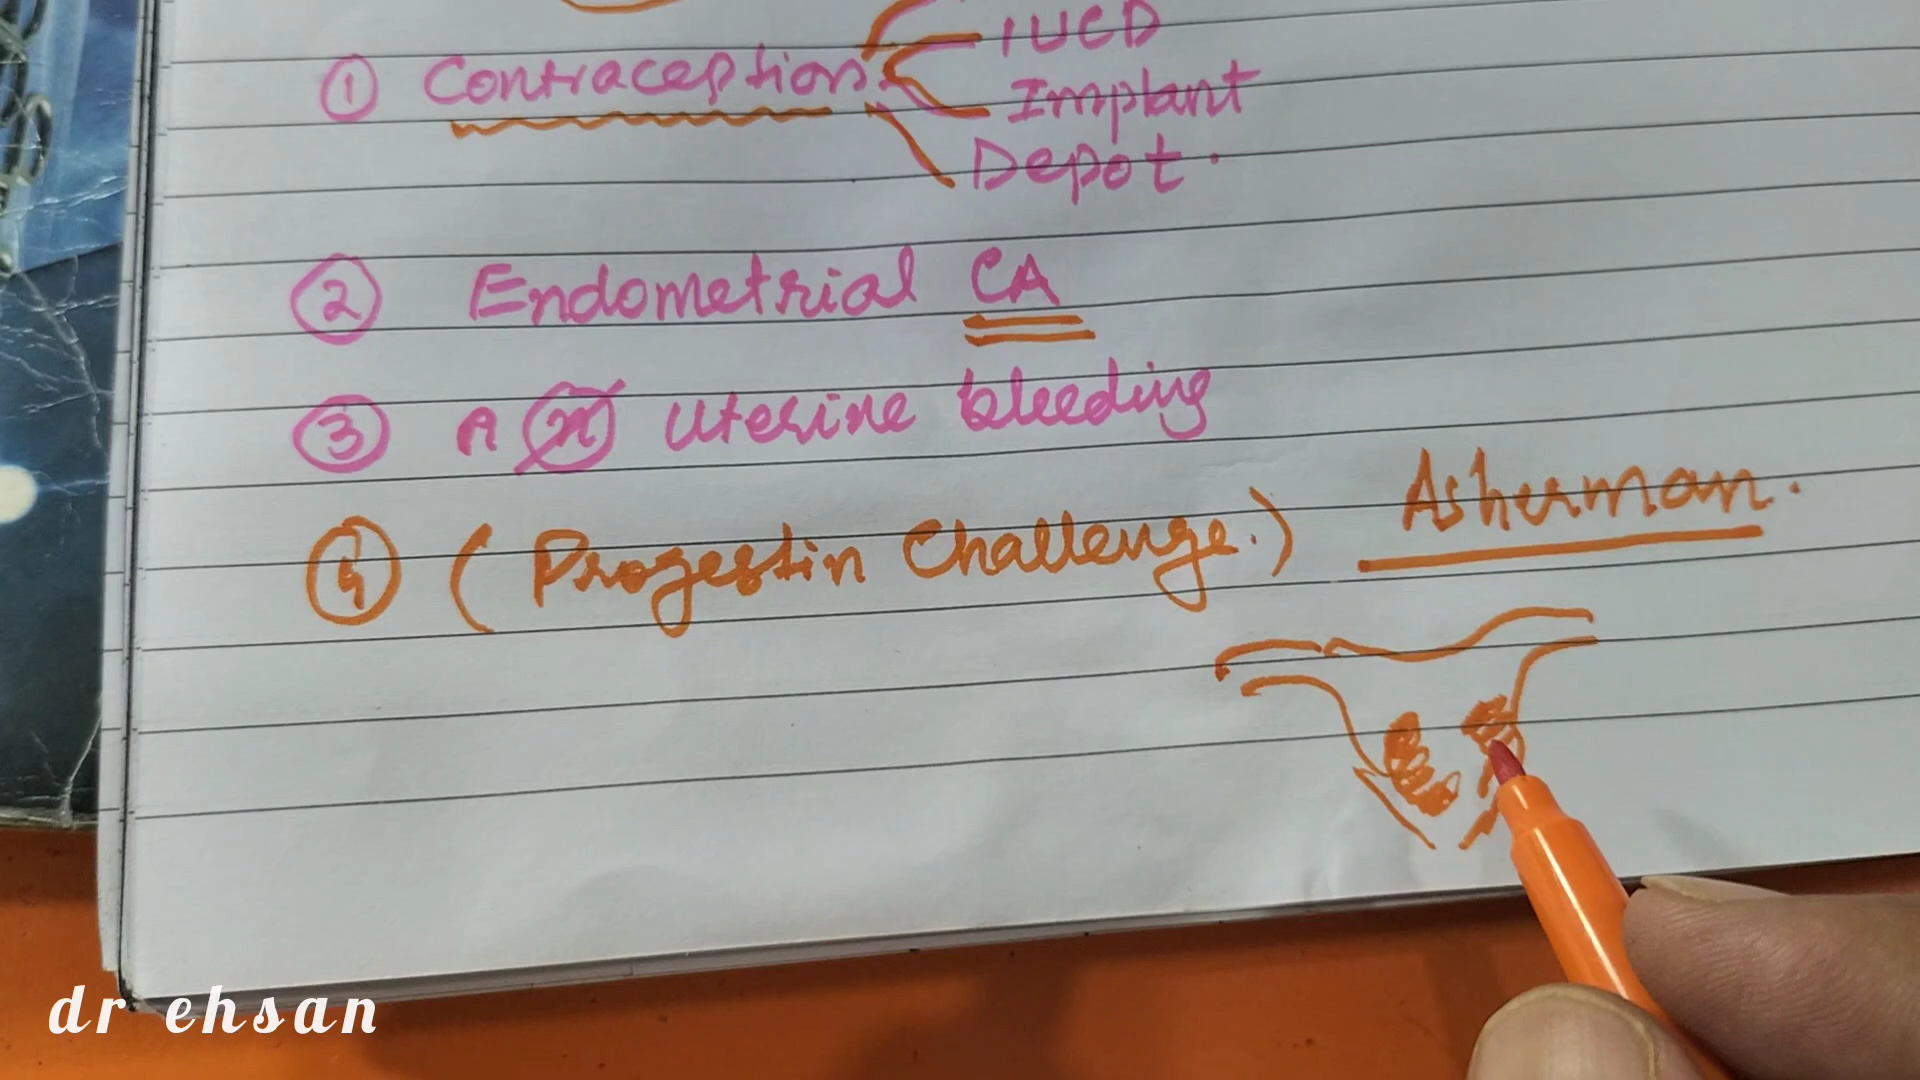 IUCD
① Contraception
Implant
Depot.
② Endometrial CA
③ A n Uterine bleeding
④ (Progestin Challenge.) Asherman.
dr ehsan